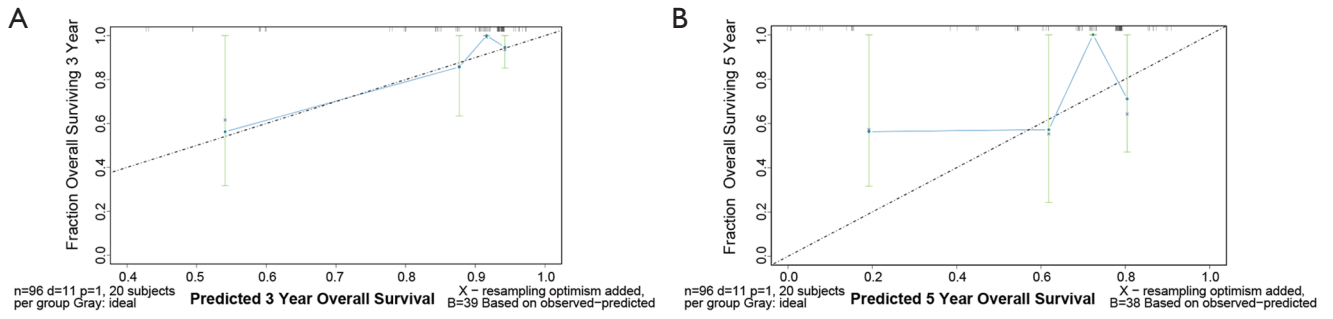 A
Fraction Overall Surviving 3 Year
0.0 0.2 0.4 0.6 0.8 1.0
0.4 0.5 0.6 0.7 0.8 0.9 1.0
n=96 d=11 p=1, 20 subjects
per group Gray: ideal
Predicted 3 Year Overall Survival
X − resampling optimism added,
B=39 Based on observed−predicted
B
Fraction Overall Surviving 5 Year
0.0 0.2 0.4 0.6 0.8 1.0
0.0 0.2 0.4 0.6 0.8 1.0
n=96 d=11 p=1, 20 subjects
per group Gray: ideal
Predicted 5 Year Overall Survival
X − resampling optimism added,
B=38 Based on observed−predicted